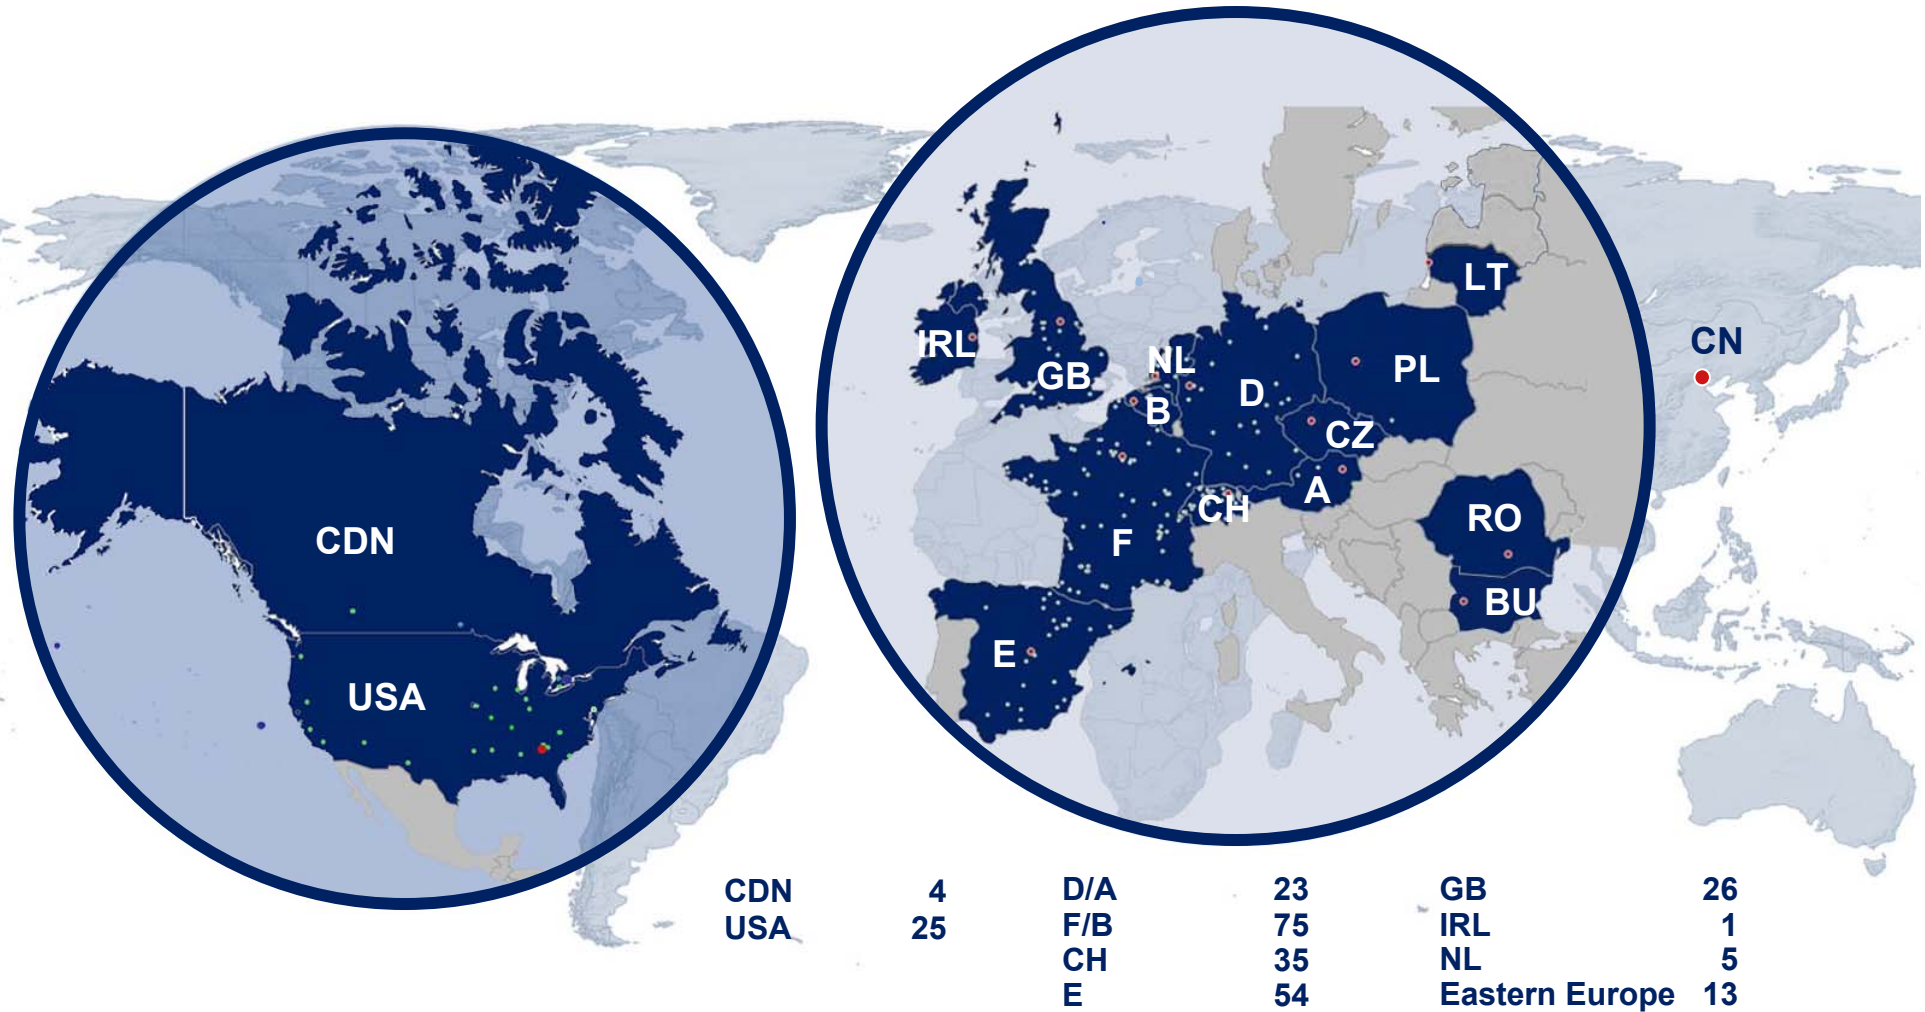 CDN
USA
IRL
GB
NL
B
D
PL
LT
CZ
A
CH
F
E
RO
BU
CN
CDN 4
USA 25
D/A 23
F/B 75
CH 35
E 54
GB 26
IRL 1
NL 5
Eastern Europe 13